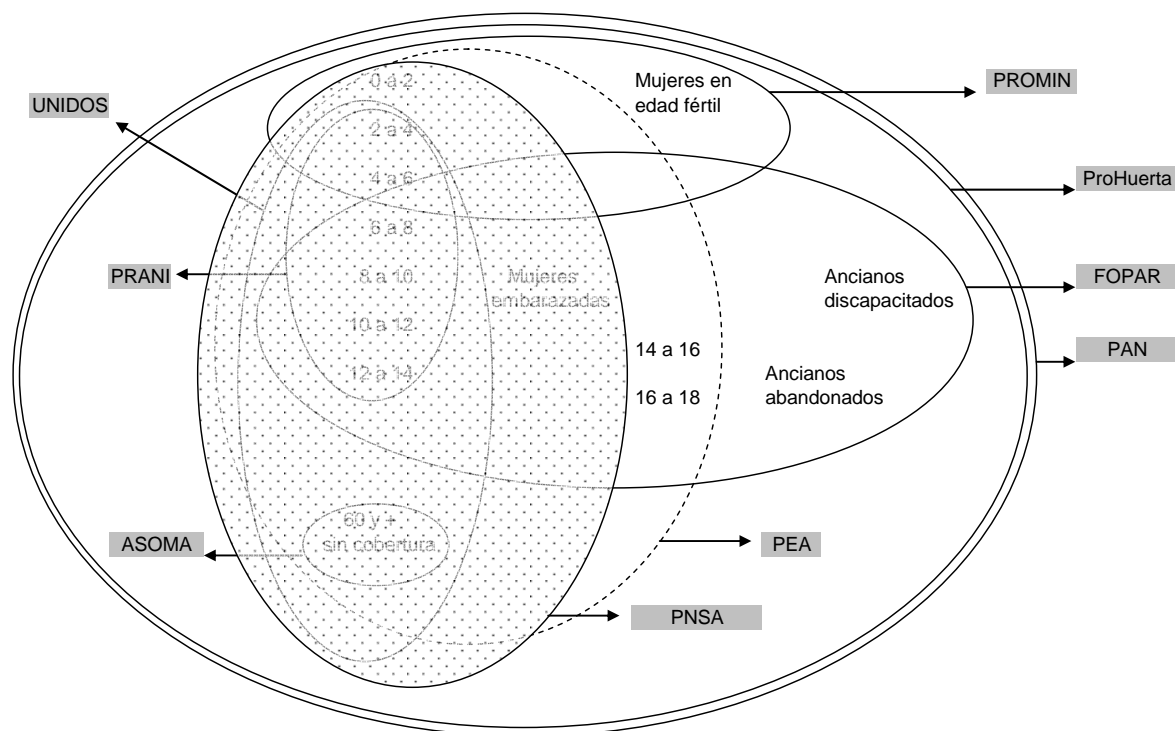 0 a 2
Mujeres en
edad fértil
PROMIN
UNIDOS
2 a 4
4 a 6
ProHuerta
6 a 8
PRANI
8 a 10
Mujeres
embarazadas
Ancianos
discapacitados
FOPAR
10 a 12
14 a 16
PAN
12 a 14
16 a 18
Ancianos
abandonados
60 y +
sin cobertura
ASOMA
PEA
PNSA